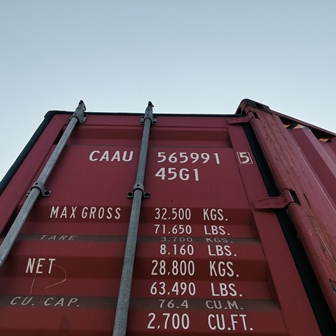 CAAU 565991 5
45G1
MAX GROSS 32.500 KGS.
71.650 LBS.
TARE 3.700 KGS.
8.160 LBS.
NET 28.800 KGS.
63.490 LBS.
CU. CAP. 76.4 CU.M.
2.700 CU.FT.